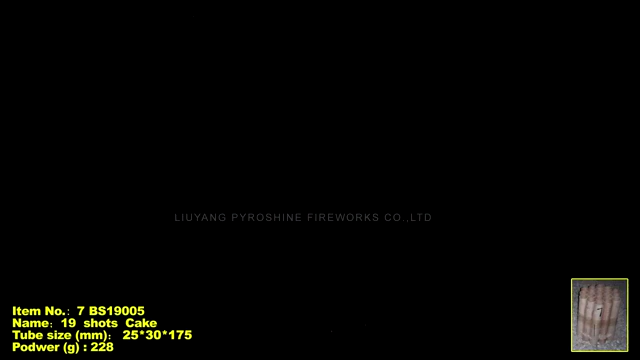 LIUYANG PYROSHINE FIREWORKS CO.,LTD
Item No.: 7 BS19005
Name: 19 shots Cake
Tube size (mm): 25*30*175
Podwer (g) : 228